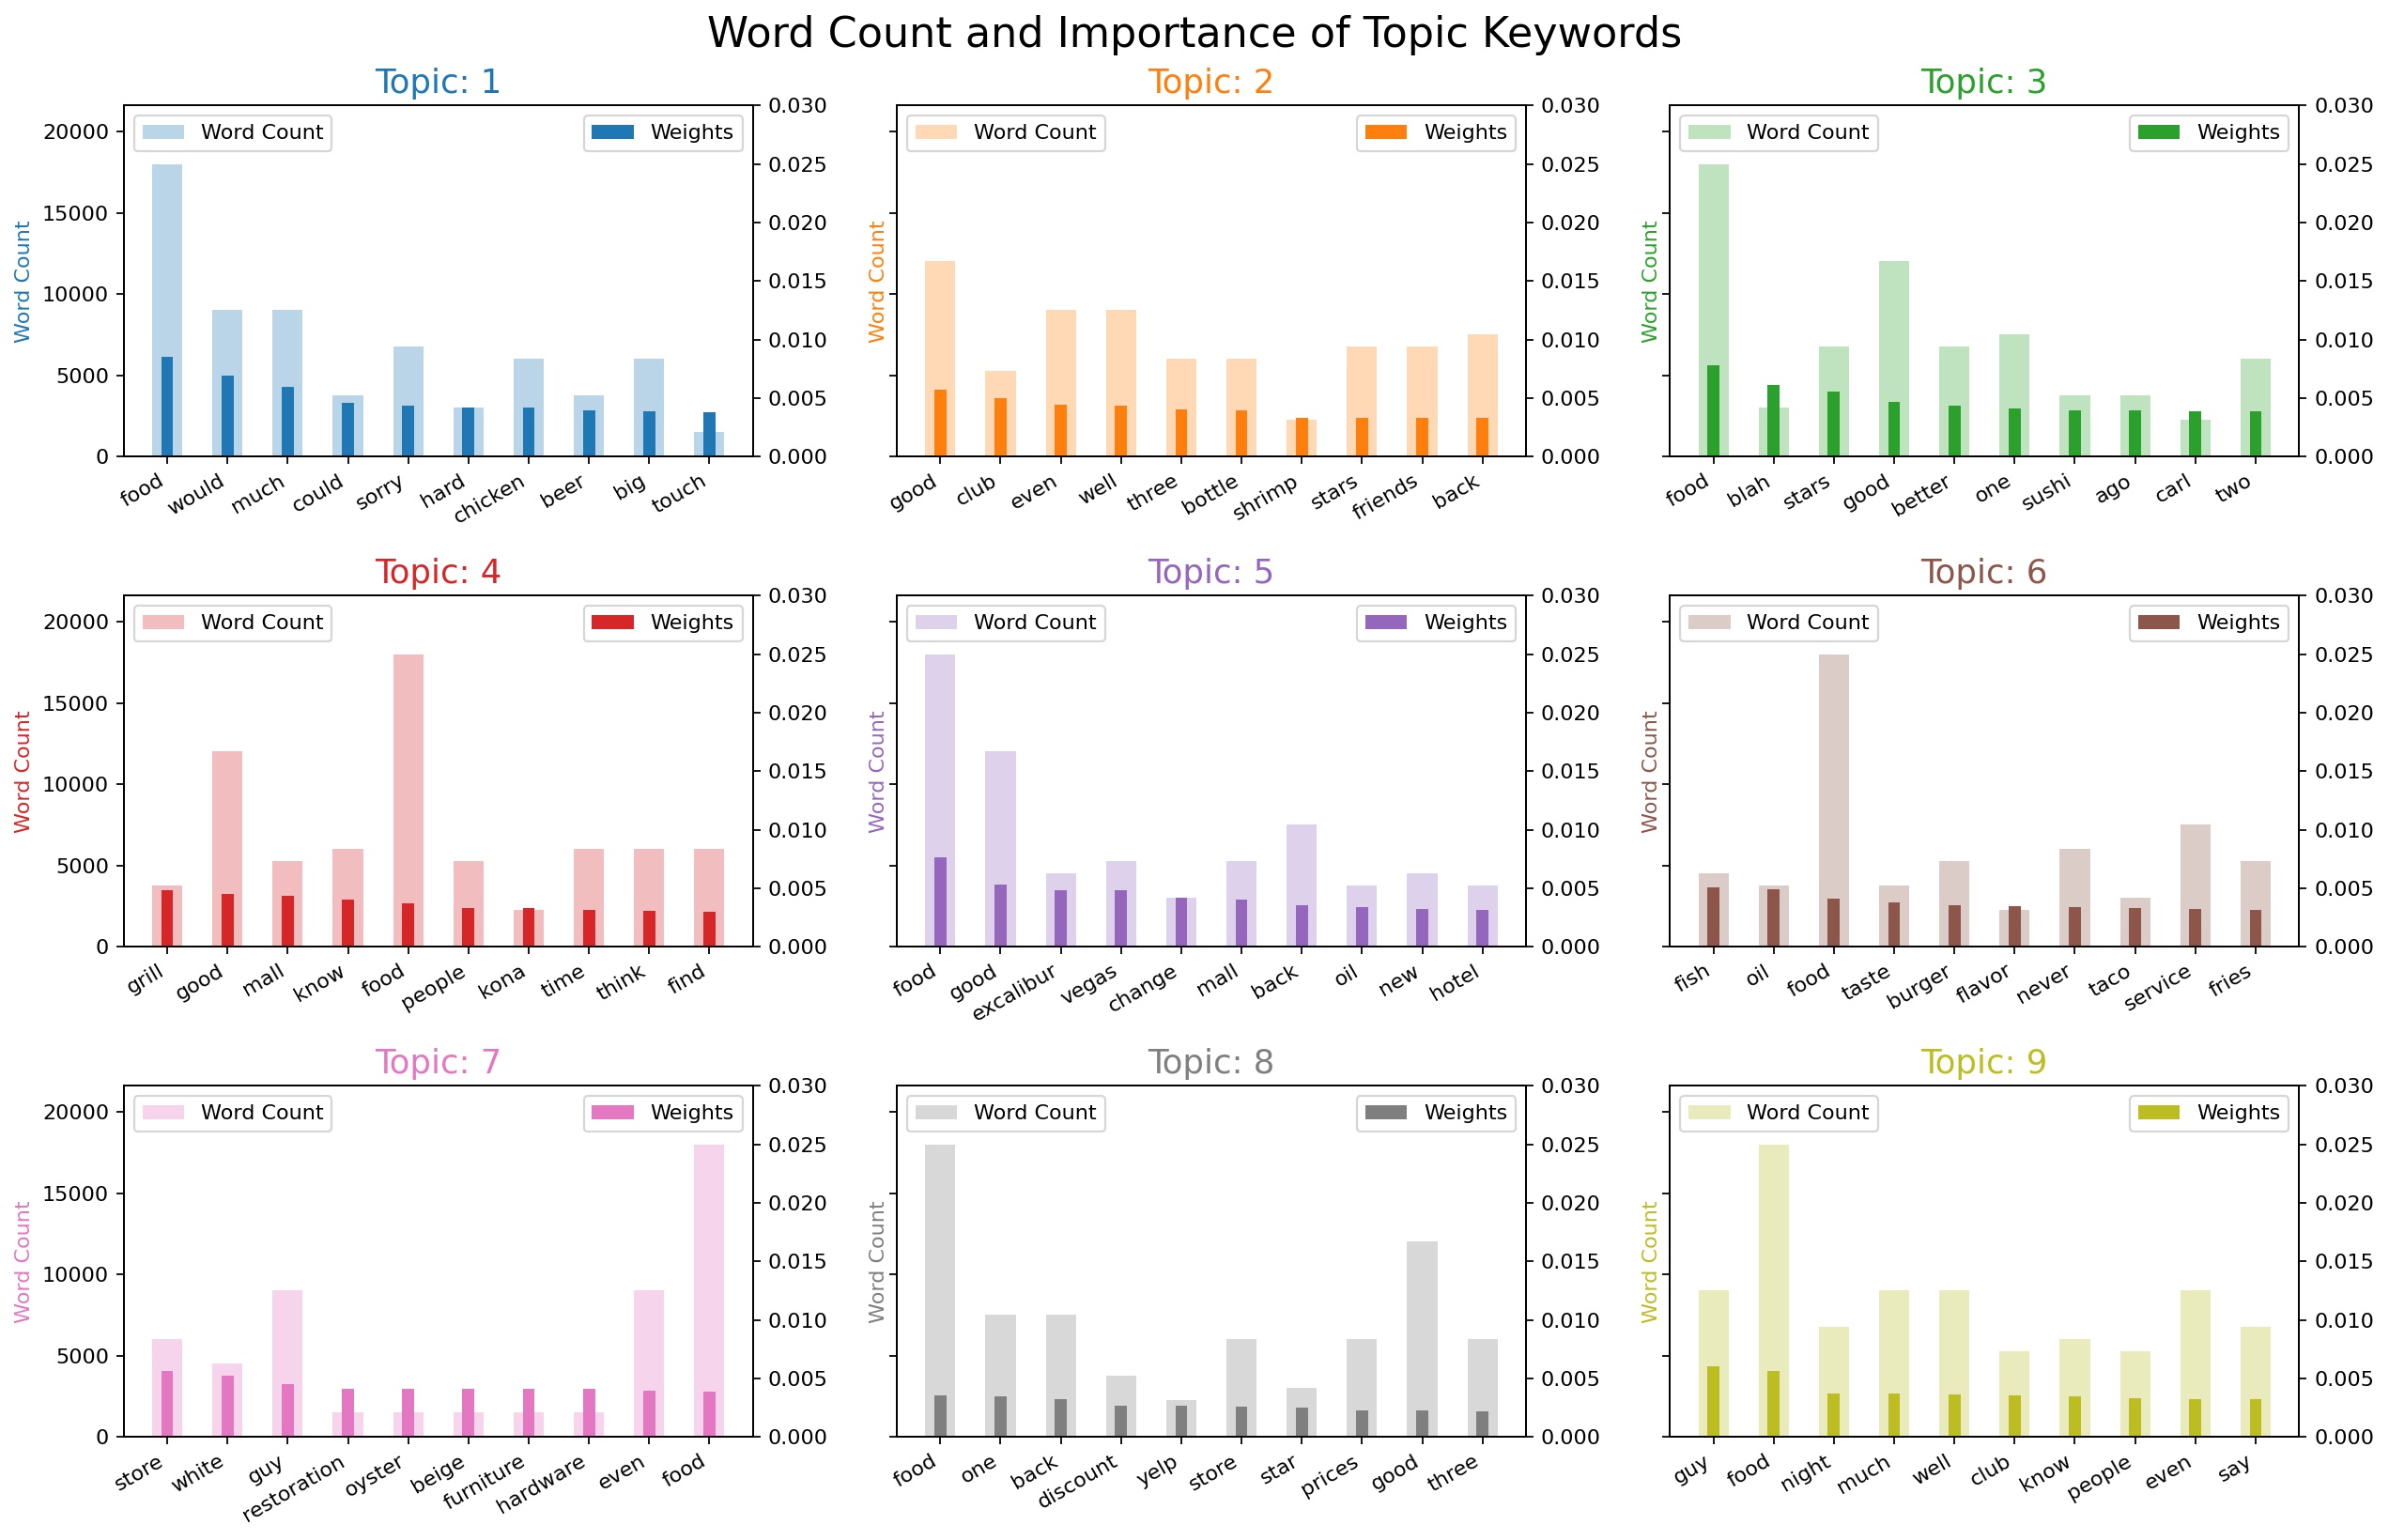 Word Count and Importance of Topic Keywords
Topic: 1
Word Count
Weights
Word Count
20000
15000
10000
5000
0
0.030
0.025
0.020
0.015
0.010
0.005
0.000
food would much could sorry hard chicken beer big touch
Topic: 2
Word Count
Weights
Word Count
0.030
0.025
0.020
0.015
0.010
0.005
0.000
good club even well three bottle shrimp stars friends back
Topic: 3
Word Count
Weights
Word Count
0.030
0.025
0.020
0.015
0.010
0.005
0.000
food blah stars good better one sushi ago carl two
Topic: 4
Word Count
Weights
Word Count
20000
15000
10000
5000
0
0.030
0.025
0.020
0.015
0.010
0.005
0.000
grill good mall know food people kona time think find
Topic: 5
Word Count
Weights
Word Count
0.030
0.025
0.020
0.015
0.010
0.005
0.000
food good excalibur vegas change mall back oil new hotel
Topic: 6
Word Count
Weights
Word Count
0.030
0.025
0.020
0.015
0.010
0.005
0.000
fish oil food taste burger flavor never taco service fries
Topic: 7
Word Count
Weights
Word Count
20000
15000
10000
5000
0
0.030
0.025
0.020
0.015
0.010
0.005
0.000
store white guy restoration oyster beige furniture hardware even food
Topic: 8
Word Count
Weights
Word Count
0.030
0.025
0.020
0.015
0.010
0.005
0.000
food one back discount yelp store star prices good three
Topic: 9
Word Count
Weights
Word Count
0.030
0.025
0.020
0.015
0.010
0.005
0.000
guy food night much well club know people even say